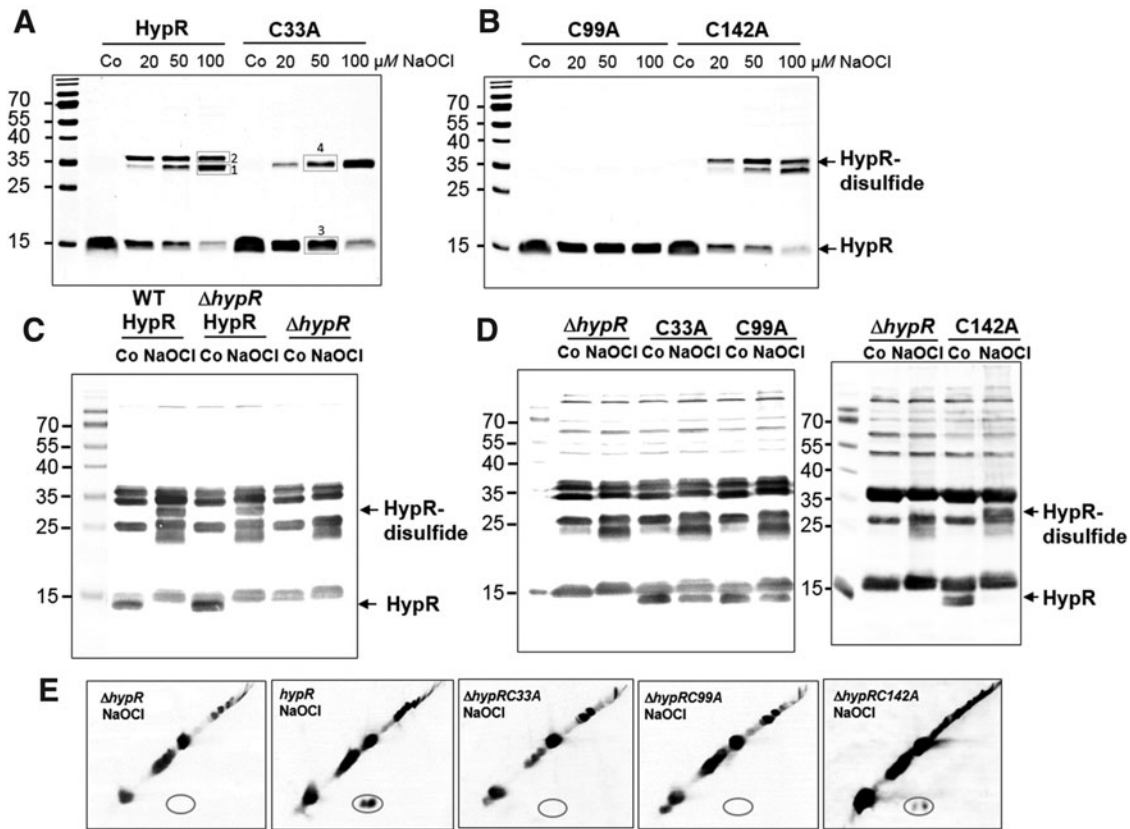 A
HypR C33A
Co 20 50 100 Co 20 50 100 µM NaOCl
70
55
40
35
25
15
2
1
4
3
B
C99A C142A
Co 20 50 100 Co 20 50 100
70
55
40
35
25
15
HypR-
disulfide
HypR
C
WT ΔhypR
HypR HypR ΔhypR
Co NaOCl Co NaOCl Co NaOCl
70
55
40
35
25
15
HypR-
disulfide
HypR
D
ΔhypR C33A C99A
Co NaOCl Co NaOCl Co NaOCl
70
55
40
35
25
15
ΔhypR C142A
Co NaOCl Co NaOCl
70
55
40
35
25
15
HypR-
disulfide
HypR
E
ΔhypR
NaOCl
hypR
NaOCl
ΔhypRC33A
NaOCl
ΔhypRC99A
NaOCl
ΔhypRC142A
NaOCl